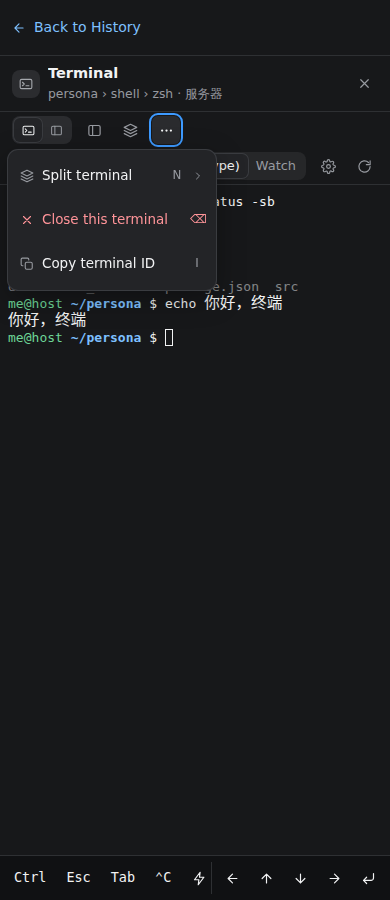 ← Back to History
Terminal
persona › shell › zsh · 服务器
ype) Watch
Split terminal N ›
atus -sb
Close this terminal ⌫
Copy terminal ID I
e.json src
me@host ~/persona $ echo 你好，终端
你好，终端
me@host ~/persona $
Ctrl Esc Tab ⌃C ← ↑ ↓ → ↵